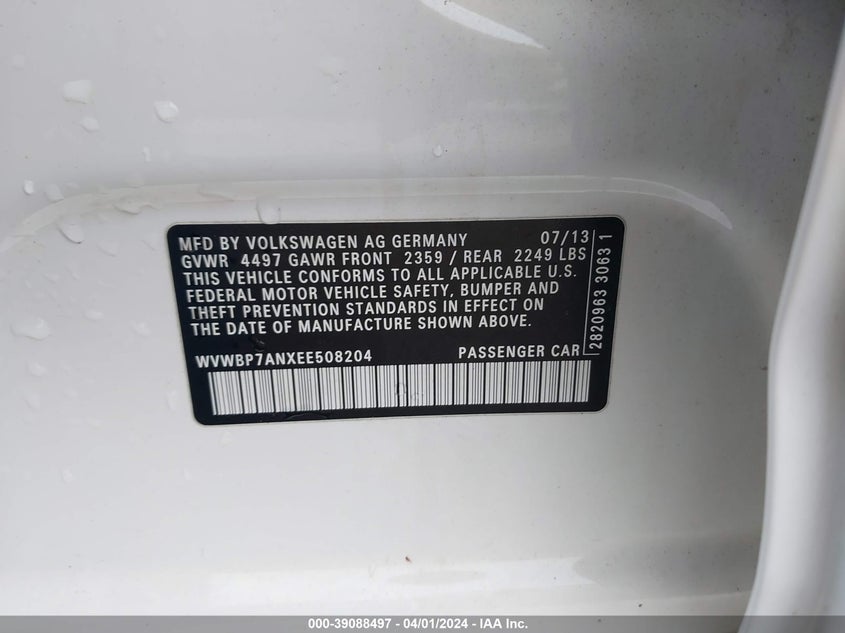 MFD BY VOLKSWAGEN AG GERMANY 07/13
GVWR 4497 GAWR FRONT 2359 / REAR 2249 LBS
THIS VEHICLE CONFORMS TO ALL APPLICABLE U.S.
FEDERAL MOTOR VEHICLE SAFETY, BUMPER AND
THEFT PREVENTION STANDARDS IN EFFECT ON
THE DATE OF MANUFACTURE SHOWN ABOVE.
WVWBP7ANXEE508204 PASSENGER CAR
2820963 30631
000-39088497 - 04/01/2024 - IAA Inc.